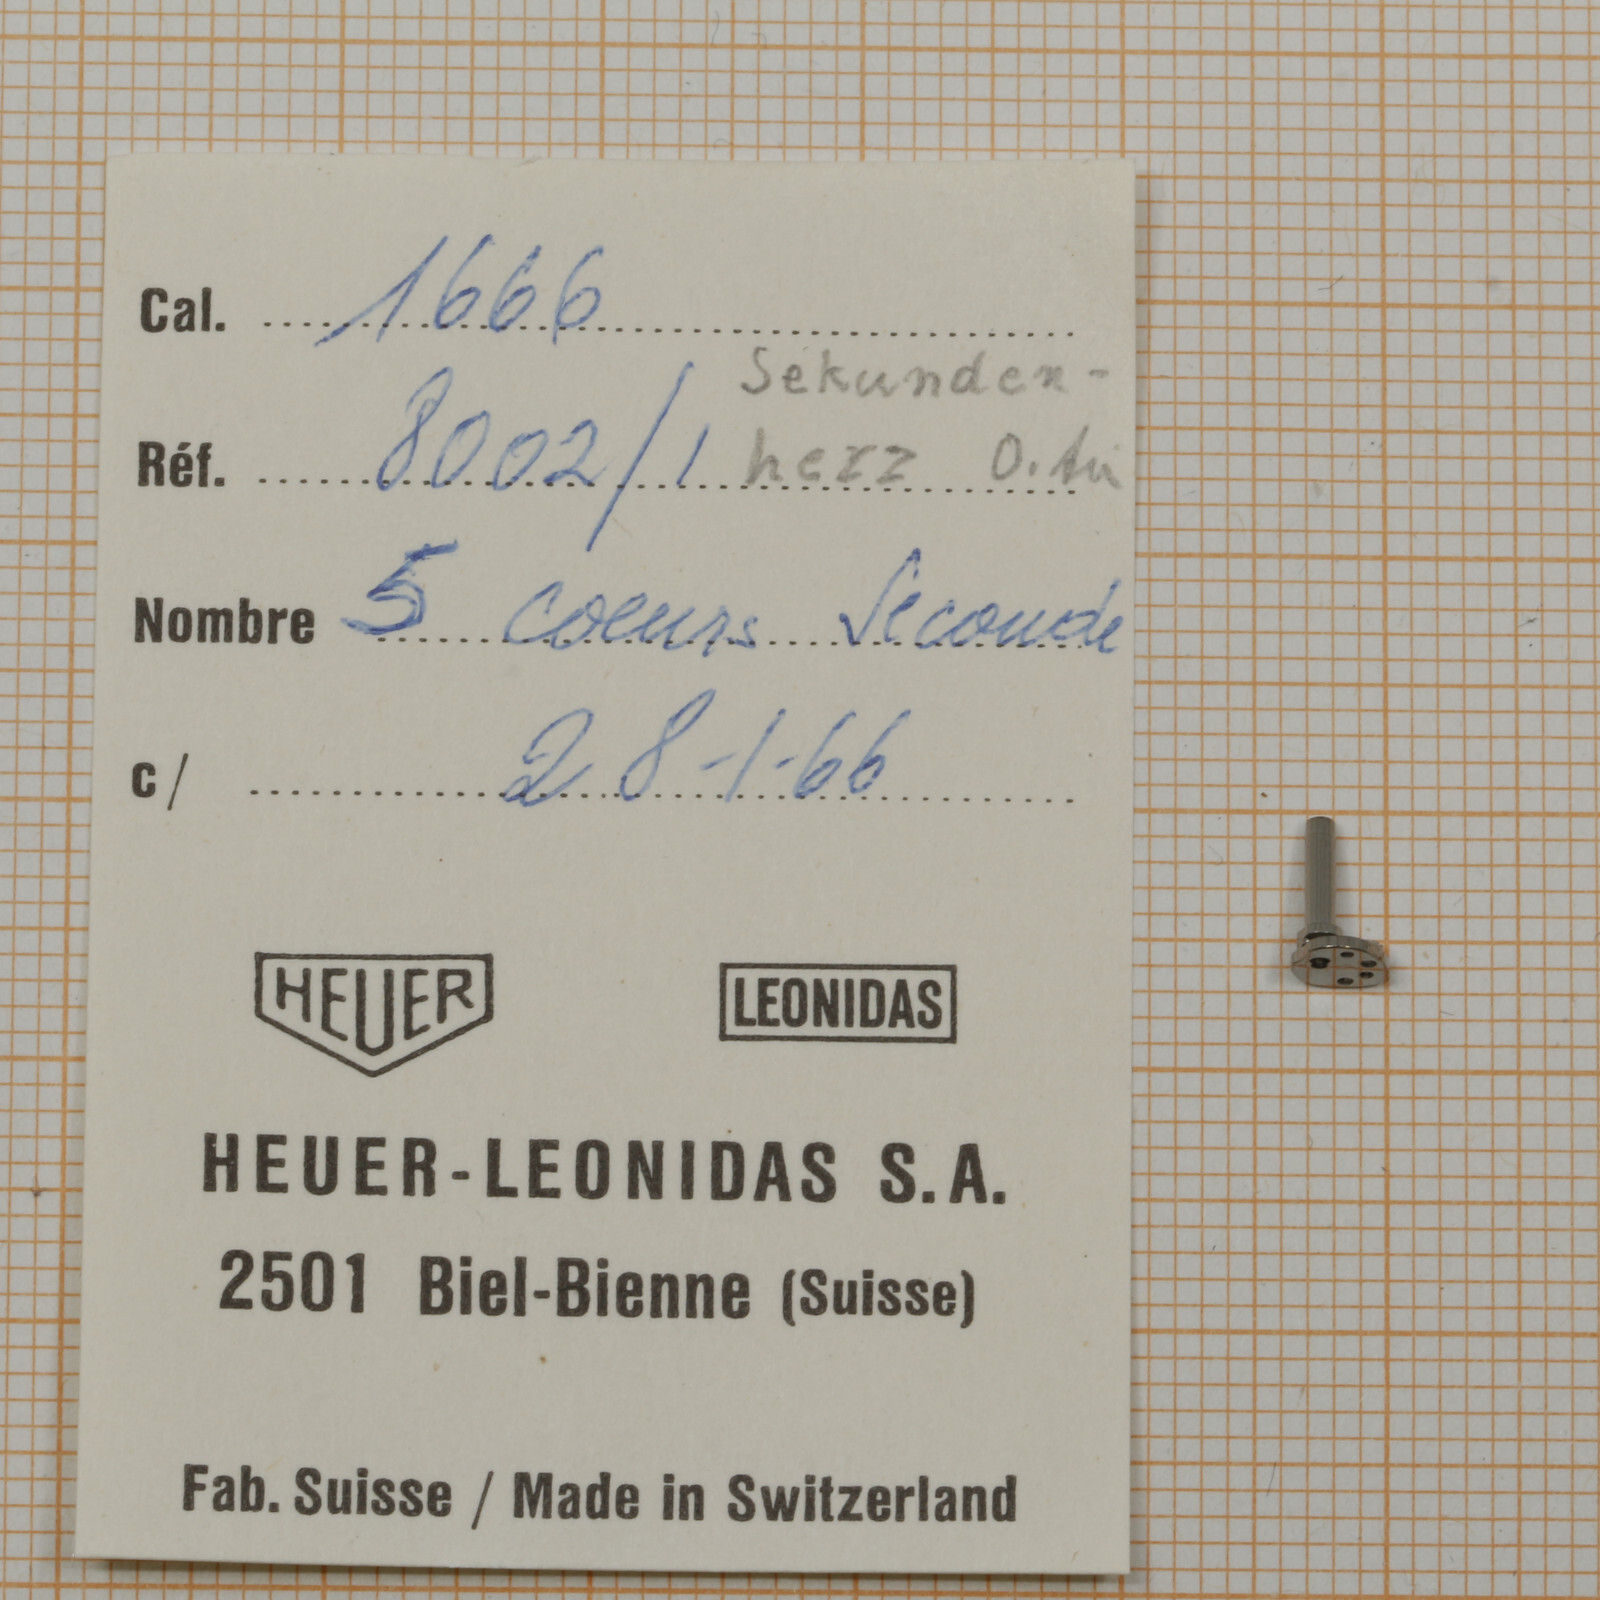 Cal. 1666
Sekunden-
Réf. 8002/1 herz
Nombre 5 coeurs Seconde
c/ 28-1-66
HEUER LEONIDAS
HEUER-LEONIDAS S.A.
2501 Biel-Bienne (Suisse)
Fab. Suisse / Made in Switzerland